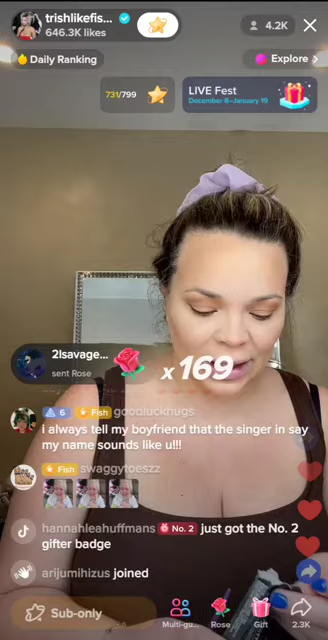 trishlikefis...
646.3K likes
4.2K
Daily Ranking
Explore
731/799
LIVE Fest
December 8–January 19
2lsavage...
sent Rose
x 169
6 Fish goodluckhugs
i always tell my boyfriend that the singer in say
my name sounds like u!!!
Fish swaggytoeszz
hannahleahuffmans No. 2 just got the No. 2
gifter badge
arijumihizus joined
Sub-only
Multi-gu...
Rose
Gift
2.3K